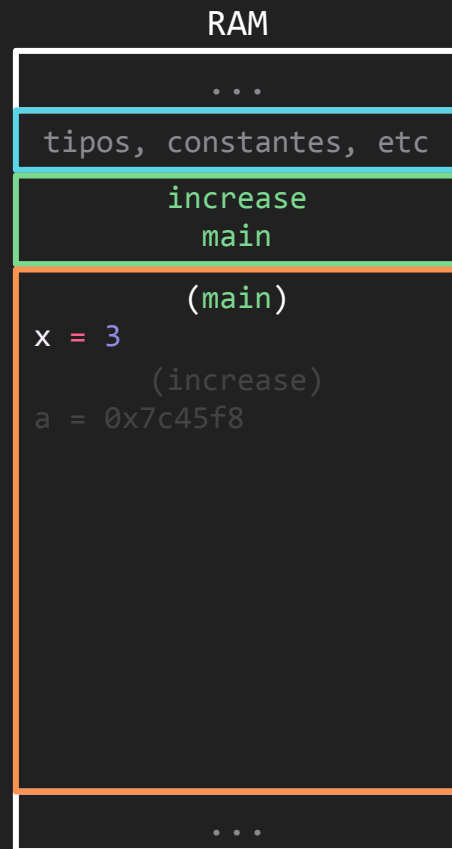 RAM
...
tipos, constantes, etc
increase
main
(main)
x = 3
(increase)
a = 0x7c45f8
...